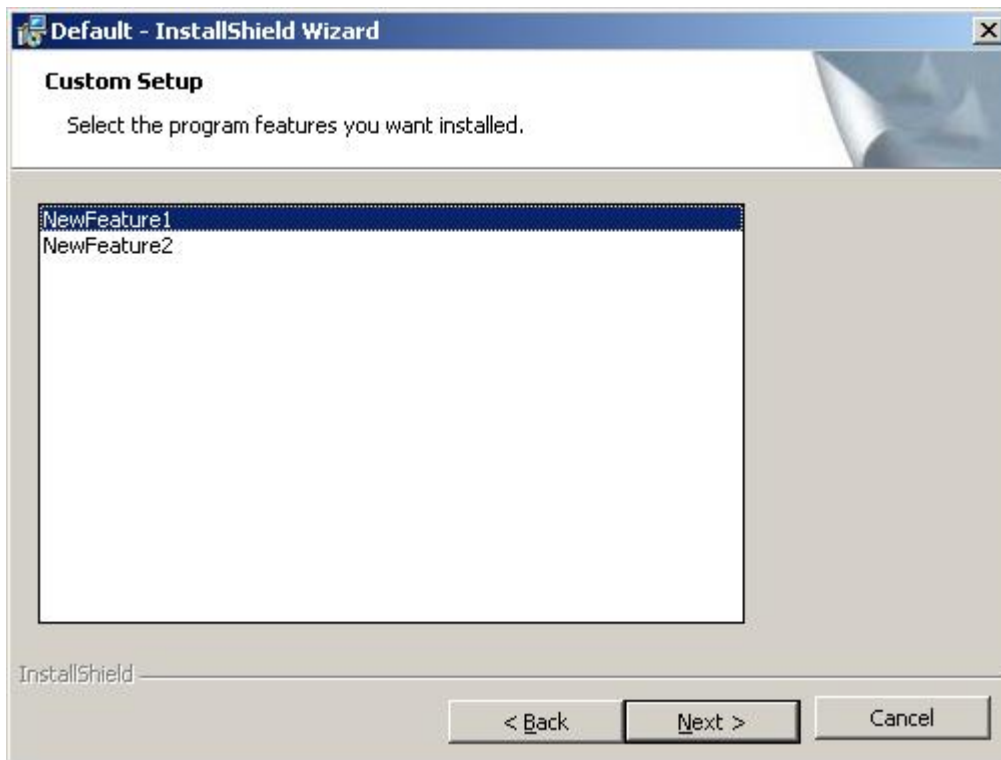 Default - InstallShield Wizard
Custom Setup
Select the program features you want installed.
NewFeature1
NewFeature2
InstallShield
< Back
Next >
Cancel